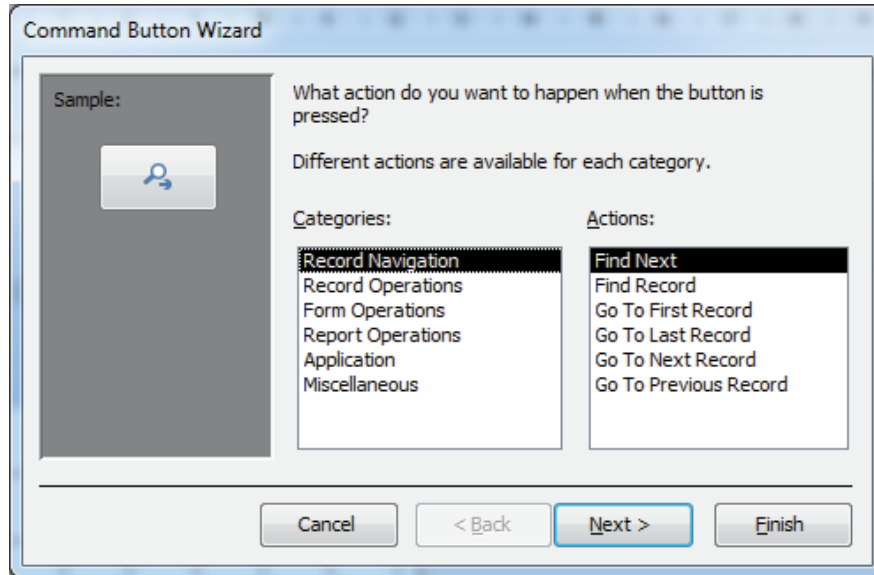 Command Button Wizard
Sample:
What action do you want to happen when the button is
pressed?
Different actions are available for each category.
Categories:
Record Navigation
Record Operations
Form Operations
Report Operations
Application
Miscellaneous
Actions:
Find Next
Find Record
Go To First Record
Go To Last Record
Go To Next Record
Go To Previous Record
Cancel
< Back
Next >
Finish